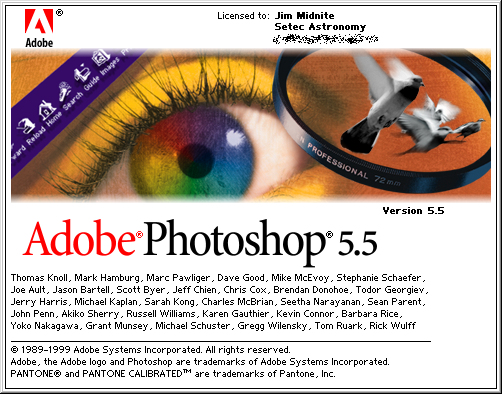 Adobe®
Licensed to: Jim Midnite
Setec Astronomy
ward Reload Home Search Guide Images
PROFESSIONAL 72mm
Version 5.5
Adobe® Photoshop® 5.5
Thomas Knoll, Mark Hamburg, Marc Pawliger, Dave Good, Mike McEvoy, Stephanie Schaefer,
Joe Ault, Jason Bartell, Scott Byer, Jeff Chien, Chris Cox, Brendan Donohoe, Todor Georgiev,
Jerry Harris, Michael Kaplan, Sarah Kong, Charles McBrian, Seetha Narayanan, Sean Parent,
John Penn, Akiko Sherry, Russell Williams, Karen Gauthier, Kevin Connor, Barbara Rice,
Yoko Nakagawa, Grant Munsey, Michael Schuster, Gregg Wilensky, Tom Ruark, Rick Wulff
© 1989-1999 Adobe Systems Incorporated. All rights reserved.
Adobe, the Adobe logo and Photoshop are trademarks of Adobe Systems Incorporated.
PANTONE® and PANTONE CALIBRATED™ are trademarks of Pantone, Inc.